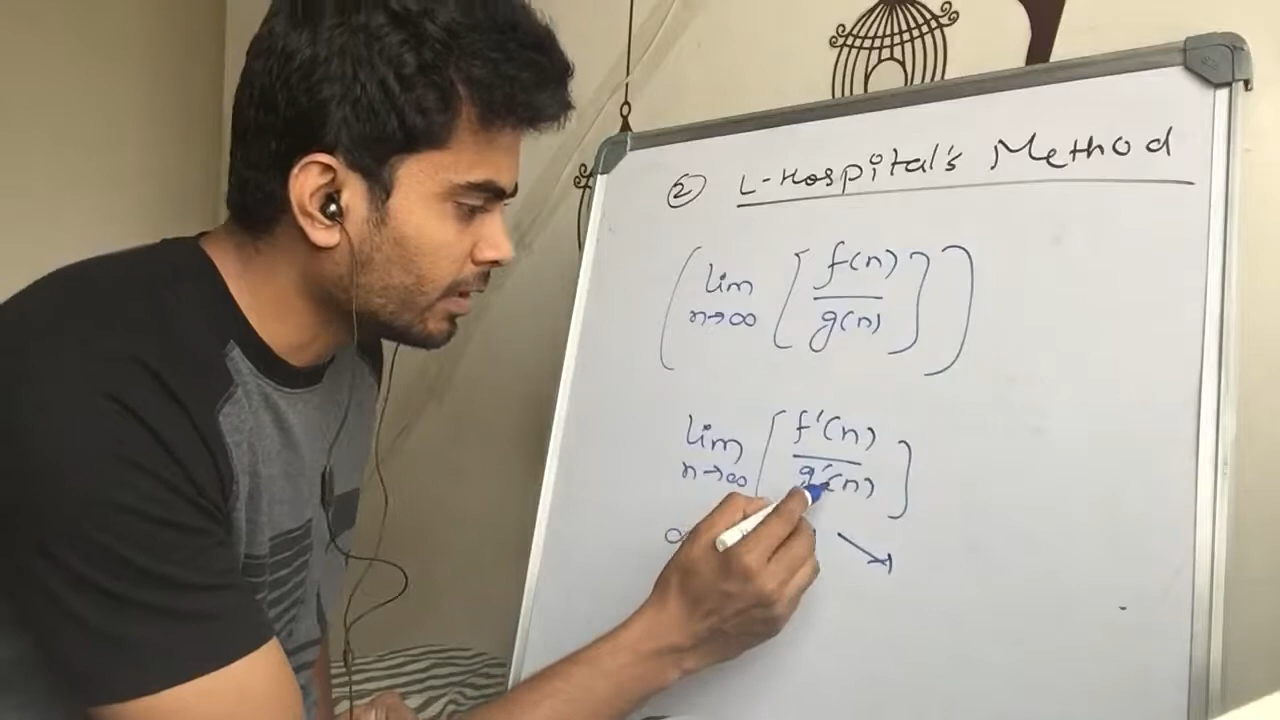 ② L-Hospital's Method
( lim n→∞ [ f(n) / g(n) ] )
lim n→∞ [ f'(n) / g'(n) ]